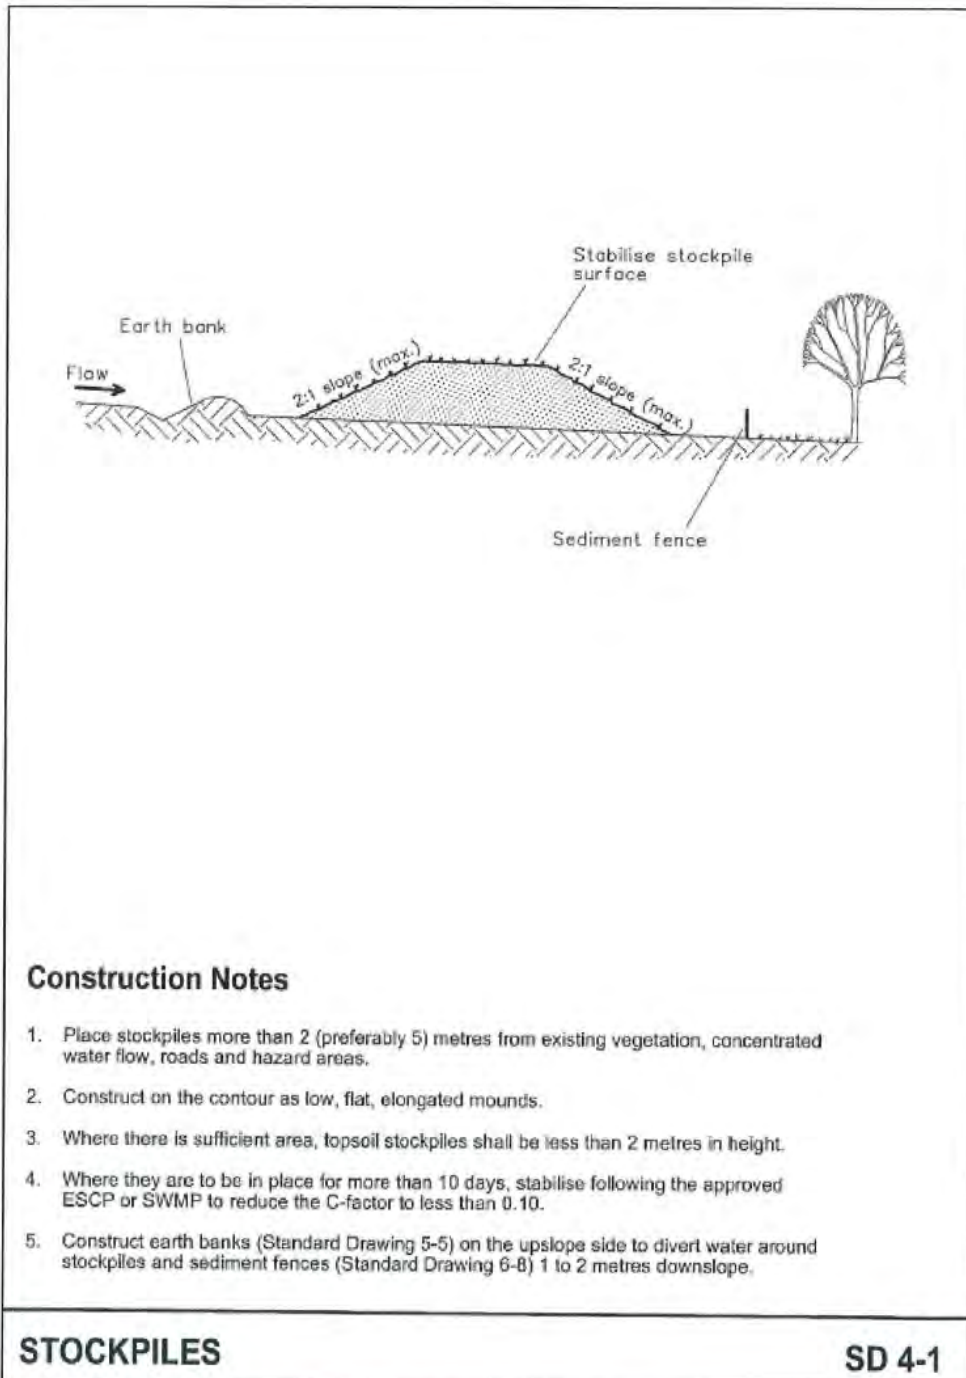 Stabilise stockpile
surface
Earth bank
Flow
2:1 slope (max.)
2:1 slope (max.)
Sediment fence
Construction Notes
1. Place stockpiles more than 2 (preferably 5) metres from existing vegetation, concentrated
water flow, roads and hazard areas.
2. Construct on the contour as low, flat, elongated mounds.
3. Where there is sufficient area, topsoil stockpiles shall be less than 2 metres in height.
4. Where they are to be in place for more than 10 days, stabilise following the approved
ESCP or SWMP to reduce the C-factor to less than 0.10.
5. Construct earth banks (Standard Drawing 5-5) on the upslope side to divert water around
stockpiles and sediment fences (Standard Drawing 6-8) 1 to 2 metres downslope.
STOCKPILES
SD 4-1